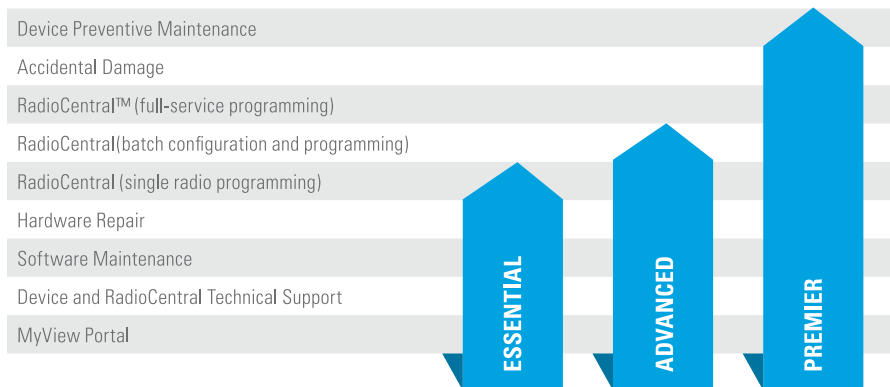 Device Preventive Maintenance
Accidental Damage
RadioCentral™ (full-service programming)
RadioCentral(batch configuration and programming)
RadioCentral (single radio programming)
Hardware Repair
Software Maintenance
Device and RadioCentral Technical Support
MyView Portal
ESSENTIAL
ADVANCED
PREMIER